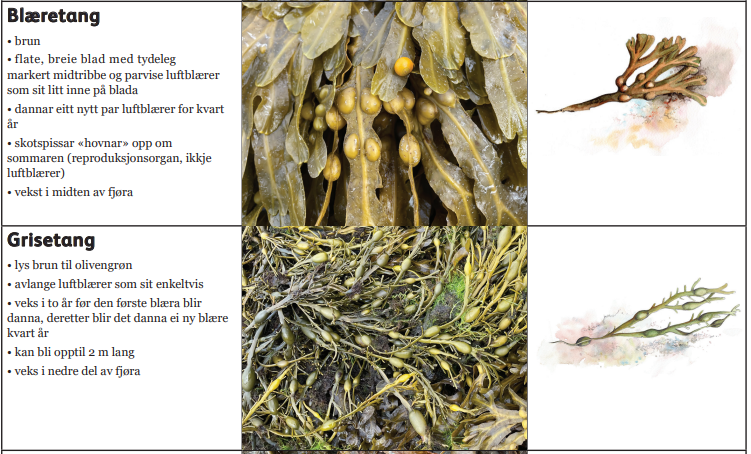 Blæretang
• brun
• flate, breie blad med tydeleg
markert midtribbe og parvise luftblærer
som sit litt inne på blada
• dannar eitt nytt par luftblærer for kvart
år
• skotspissar «hovnar» opp om
sommaren (reproduksjonsorgan, ikkje
luftblærer)
• vekst i midten av fjøra
Grisetang
• lys brun til olivengrøn
• avlange luftblærer som sit enkeltvis
• veks i to år før den første blæra blir
danna, deretter blir det danna ei ny blære
kvart år
• kan bli opptil 2 m lang
• veks i nedre del av fjøra